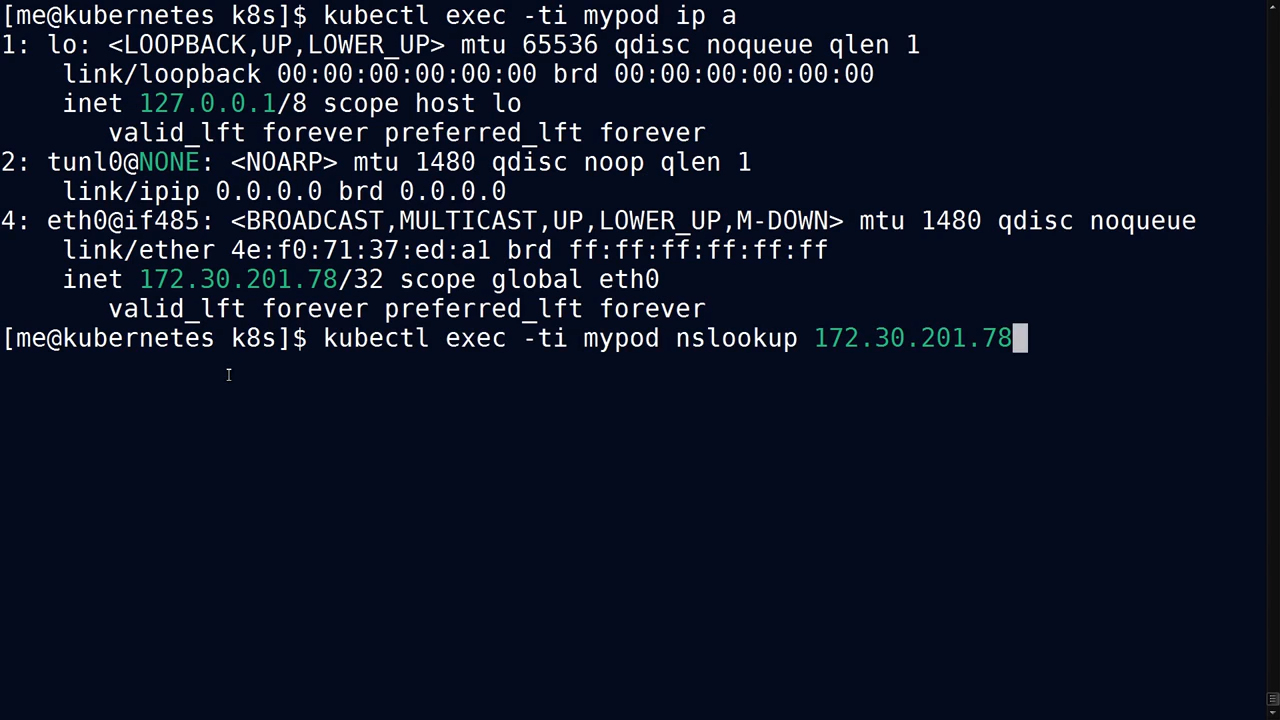 [me@kubernetes k8s]$ kubectl exec -ti mypod ip a
1: lo: <LOOPBACK,UP,LOWER_UP> mtu 65536 qdisc noqueue qlen 1
    link/loopback 00:00:00:00:00:00 brd 00:00:00:00:00:00
    inet 127.0.0.1/8 scope host lo
       valid_lft forever preferred_lft forever
2: tunl0@NONE: <NOARP> mtu 1480 qdisc noop qlen 1
    link/ipip 0.0.0.0 brd 0.0.0.0
4: eth0@if485: <BROADCAST,MULTICAST,UP,LOWER_UP,M-DOWN> mtu 1480 qdisc noqueue
    link/ether 4e:f0:71:37:ed:a1 brd ff:ff:ff:ff:ff:ff
    inet 172.30.201.78/32 scope global eth0
       valid_lft forever preferred_lft forever
[me@kubernetes k8s]$ kubectl exec -ti mypod nslookup 172.30.201.78